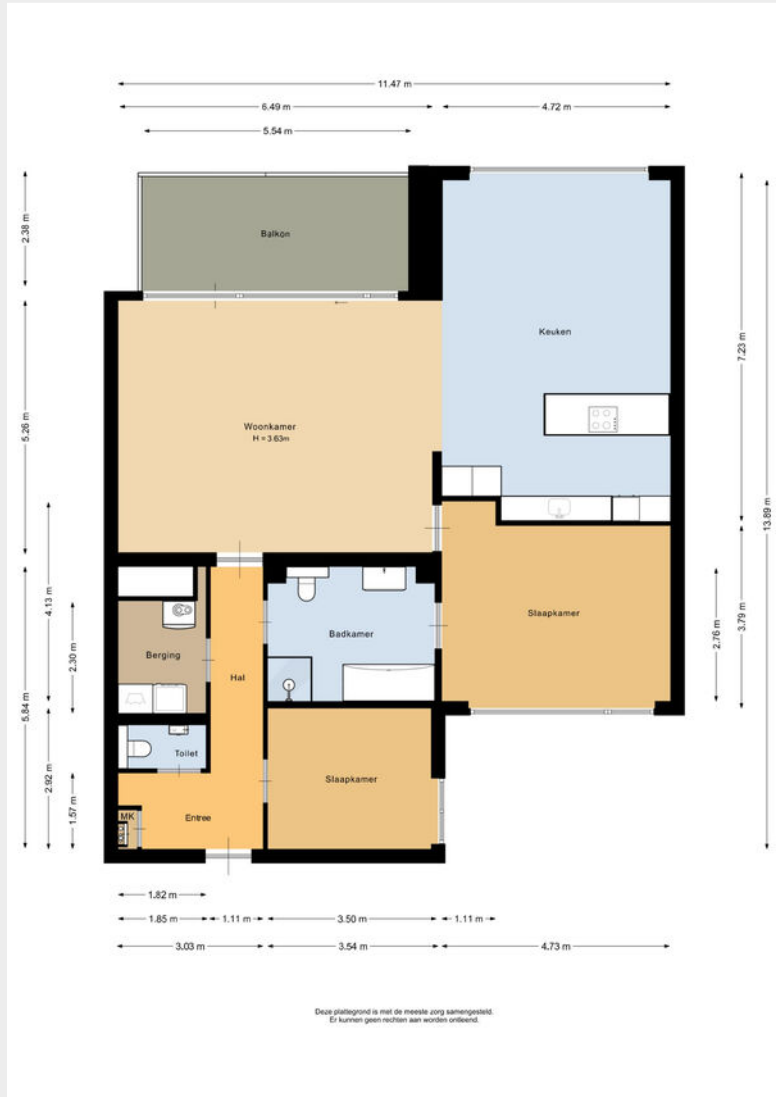 11.47 m
6.49 m
4.72 m
5.54 m
2.38 m
5.26 m
5.84 m
4.13 m
2.30 m
2.92 m
1.57 m
7.23 m
13.89 m
3.79 m
2.76 m
Balkon
Keuken
Woonkamer
H = 3.63m
Slaapkamer
Badkamer
Berging
Hal
Toilet
Slaapkamer
MK
Entree
1.82 m
1.85 m
1.11 m
3.50 m
1.11 m
3.03 m
3.54 m
4.73 m
Deze plattegrond is met de meeste zorg samengesteld.
Er kunnen geen rechten aan worden ontleend.